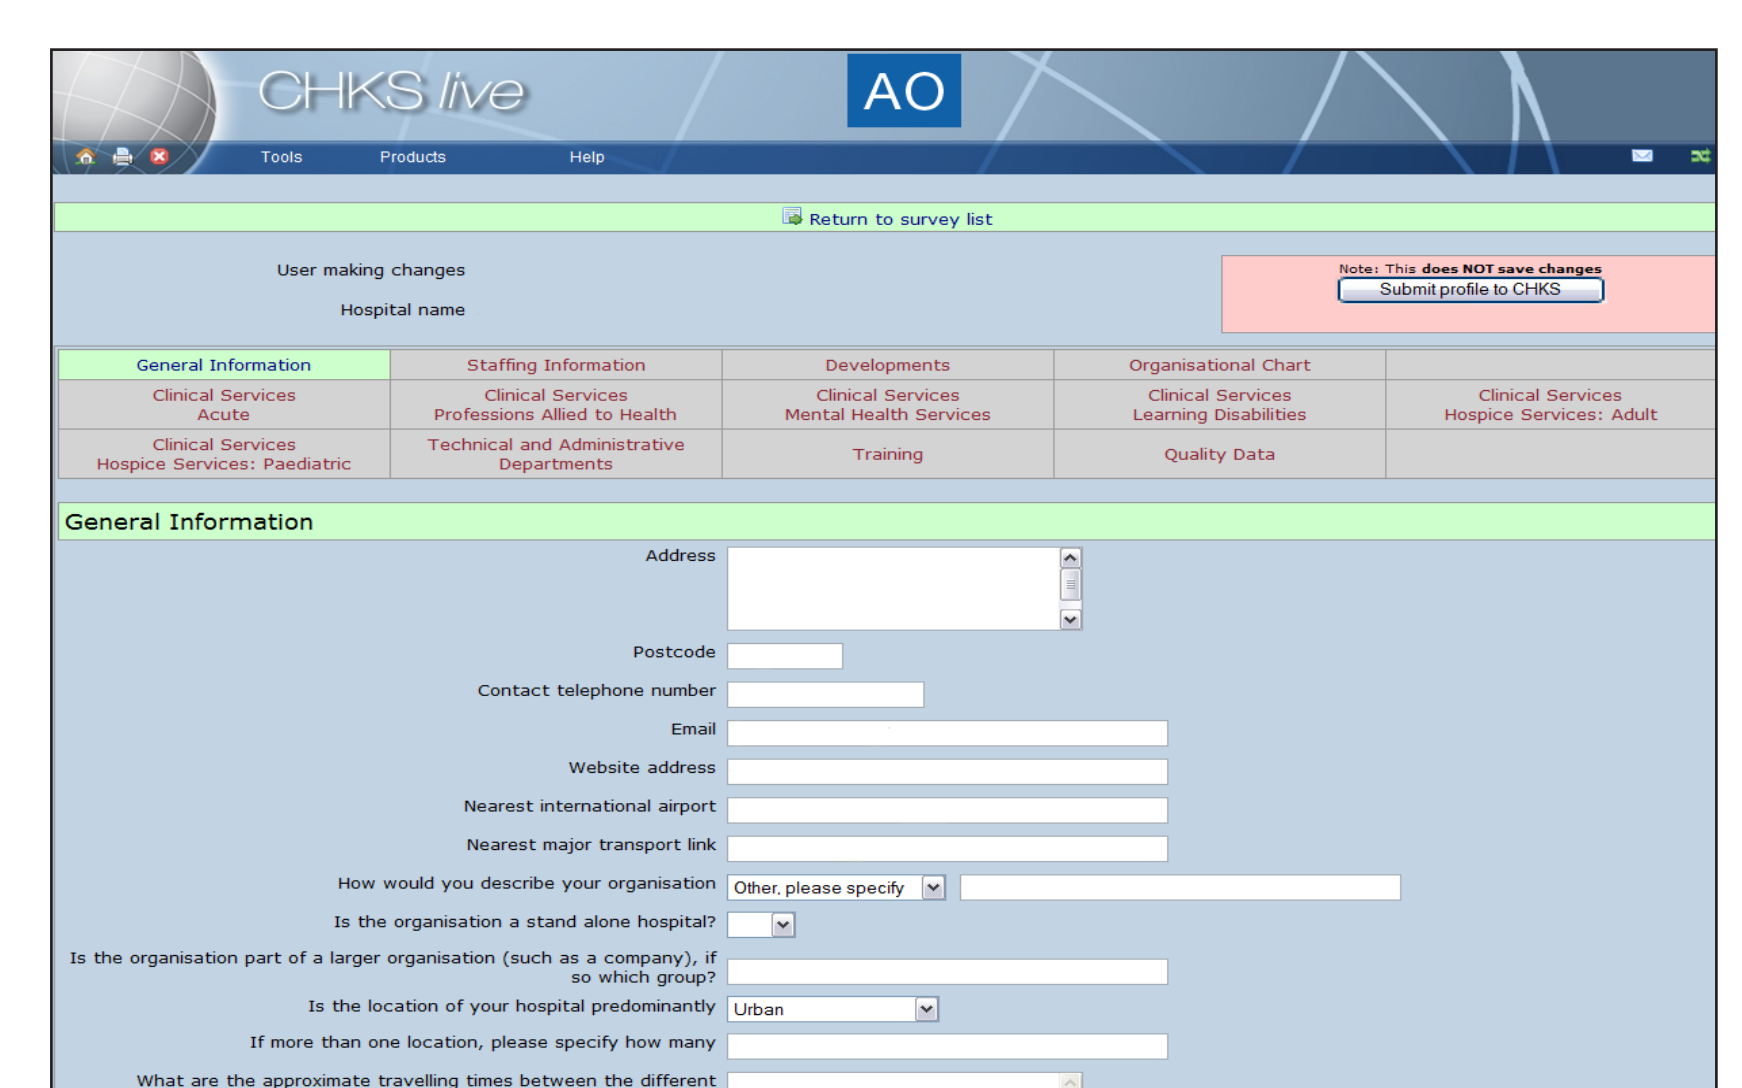 CHKS live
AO
Tools Products Help
Return to survey list
User making changes
Note: This does NOT save changes
Submit profile to CHKS
Hospital name
General Information Staffing Information Developments Organisational Chart
Clinical Services Clinical Services Clinical Services Clinical Services Clinical Services
Acute Professions Allied to Health Mental Health Services Learning Disabilities Hospice Services: Adult
Clinical Services Technical and Administrative
Hospice Services: Paediatric Departments Training Quality Data
General Information
Address
Postcode
Contact telephone number
Email
Website address
Nearest international airport
Nearest major transport link
How would you describe your organisation Other, please specify
Is the organisation a stand alone hospital?
Is the organisation part of a larger organisation (such as a company), if
so which group?
Is the location of your hospital predominantly Urban
If more than one location, please specify how many
What are the approximate travelling times between the different